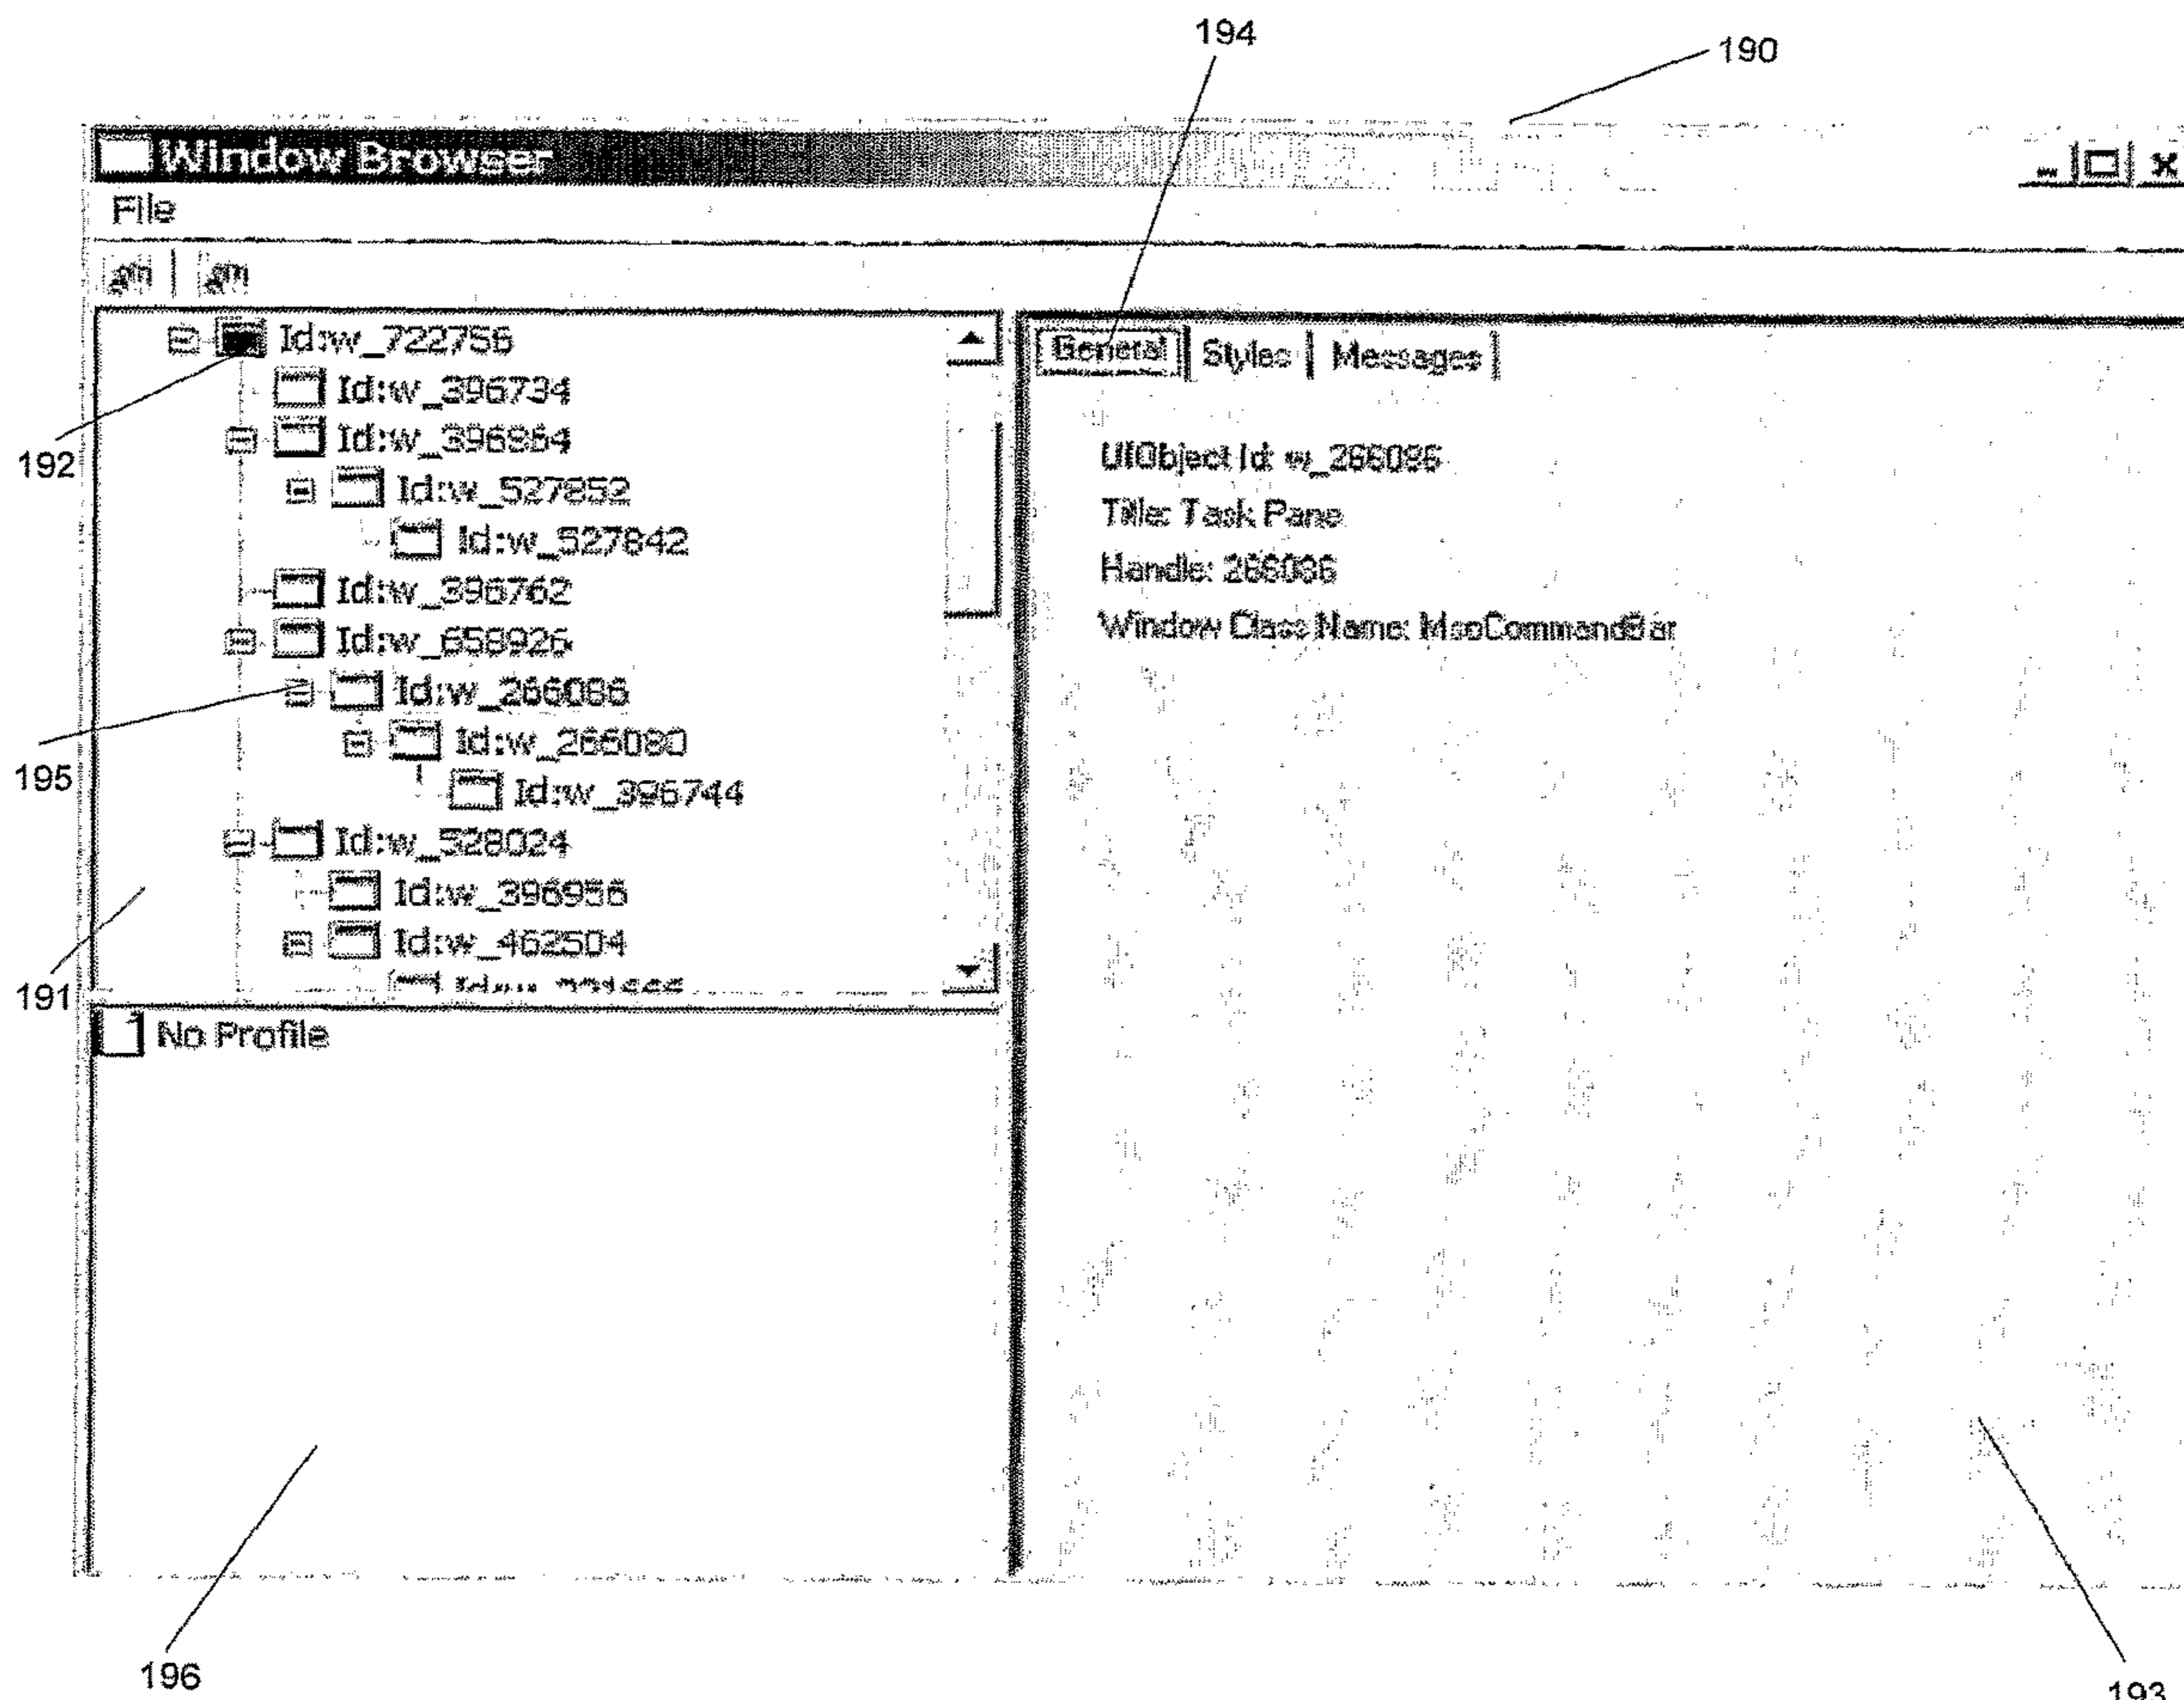 194
190
Window Browser
File
Id:w_722756
General Styles Messages
Id:w_396734
192
Id:w_396864
UIObject Id: w_266086
Id:w_527852
Title: Task Pane
Id:w_527842
Handle: 266086
Id:w_396762
Window Class Name: MsoCommandBar
Id:w_658926
Id:w_266086
195
Id:w_266080
Id:w_396744
Id:w_528024
Id:w_396956
Id:w_462504
191
No Profile
196
193